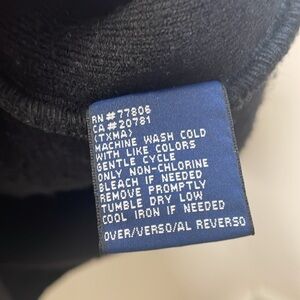 RN#77806
CA#20781
(TXMA)
MACHINE WASH COLD
WITH LIKE COLORS
GENTLE CYCLE
ONLY NON-CHLORINE
BLEACH IF NEEDED
REMOVE PROMPTLY
TUMBLE DRY LOW
COOL IRON IF NEEDED
OVER/VERSO/AL REVERSO